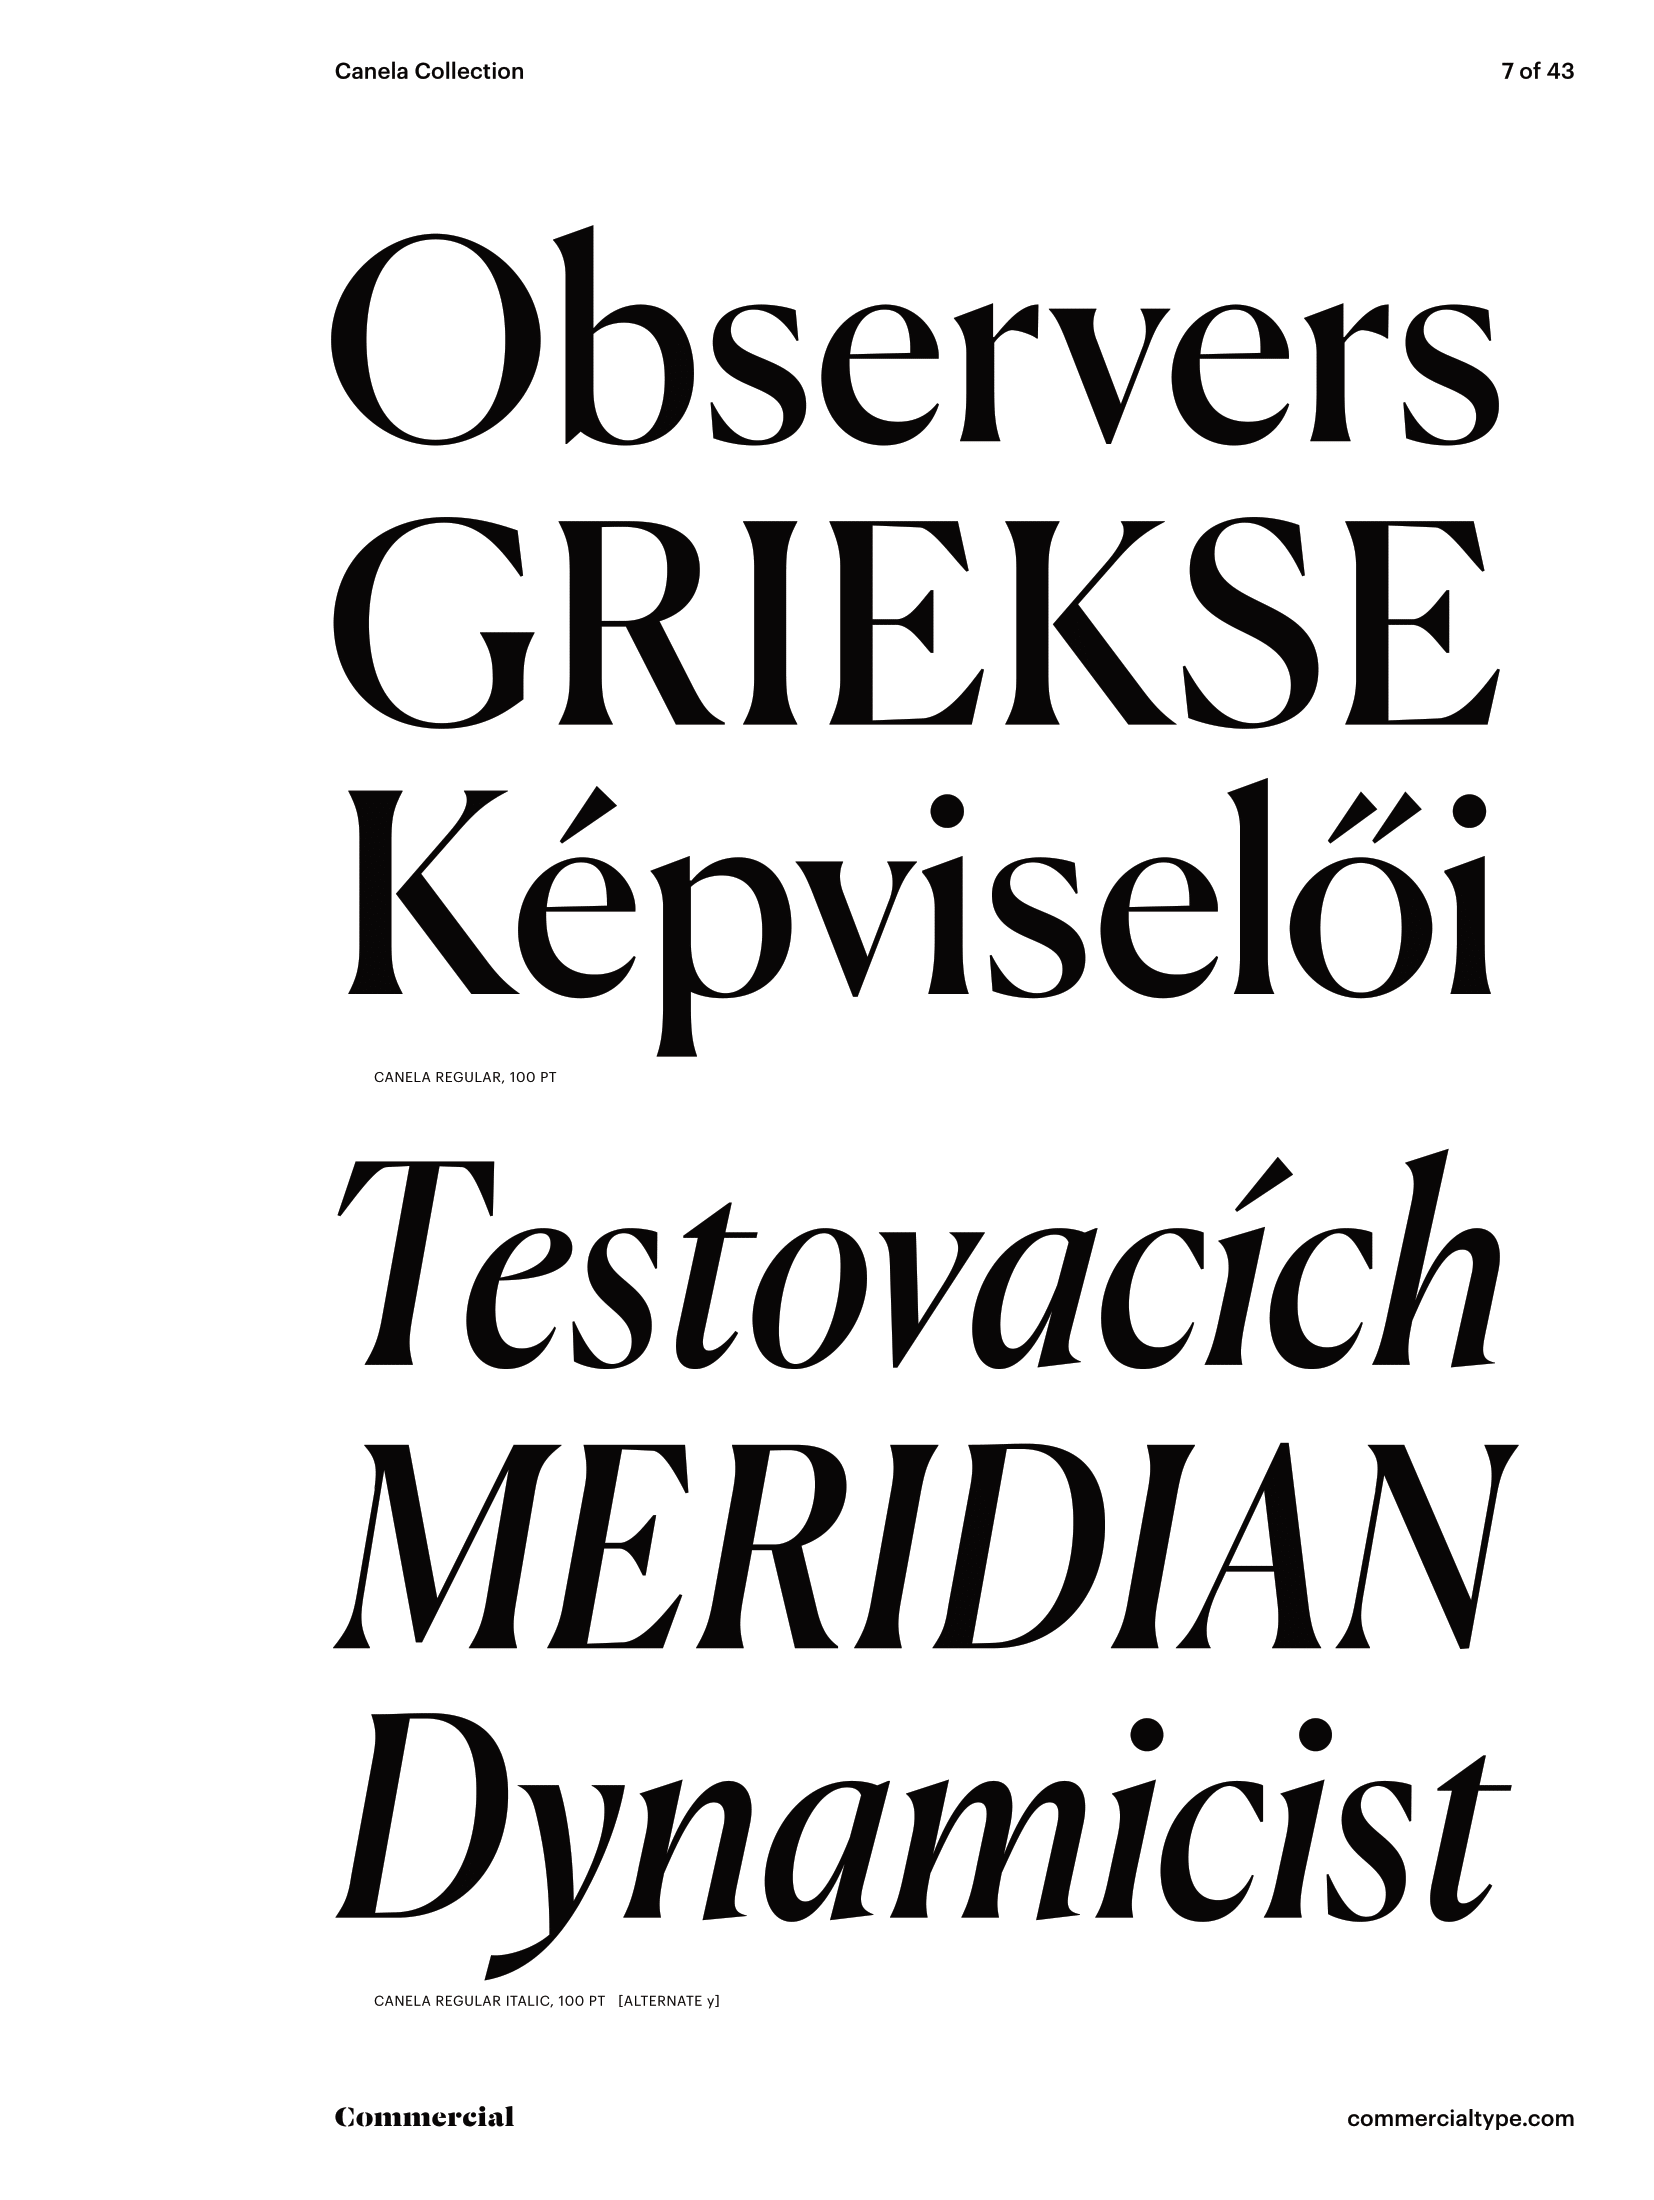 Canela Collection
7 of 43
Observers
GRIEKSE
Képviselői
CANELA REGULAR, 100 PT
Testovacích
MERIDIAN
Dynamicist
CANELA REGULAR ITALIC, 100 PT [ALTERNATE y]
Commercial
commercialtype.com